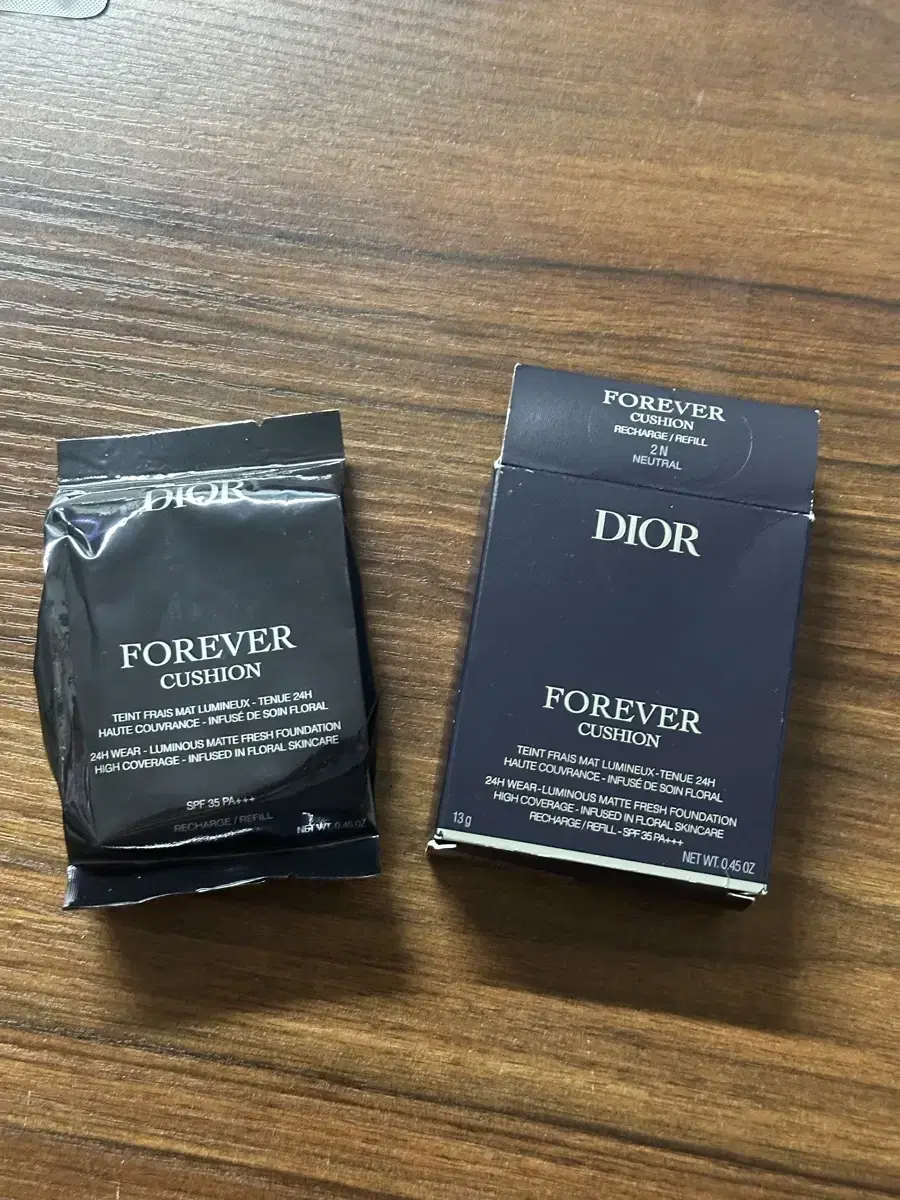 DIOR
FOREVER
CUSHION
TEINT FRAIS MAT LUMINEUX - TENUE 24H
HAUTE COUVRANCE - INFUSÉ DE SOIN FLORAL
24H WEAR - LUMINOUS MATTE FRESH FOUNDATION
HIGH COVERAGE - INFUSED IN FLORAL SKINCARE
SPF 35 PA+++
RECHARGE / REFILL
NET WT. 0.45 OZ
FOREVER
CUSHION
RECHARGE / REFILL
2 N
NEUTRAL
DIOR
FOREVER
CUSHION
TEINT FRAIS MAT LUMINEUX - TENUE 24H
HAUTE COUVRANCE - INFUSÉ DE SOIN FLORAL
24H WEAR - LUMINOUS MATTE FRESH FOUNDATION
HIGH COVERAGE - INFUSED IN FLORAL SKINCARE
RECHARGE / REFILL - SPF 35 PA+++
13 g
NET WT. 0.45 OZ